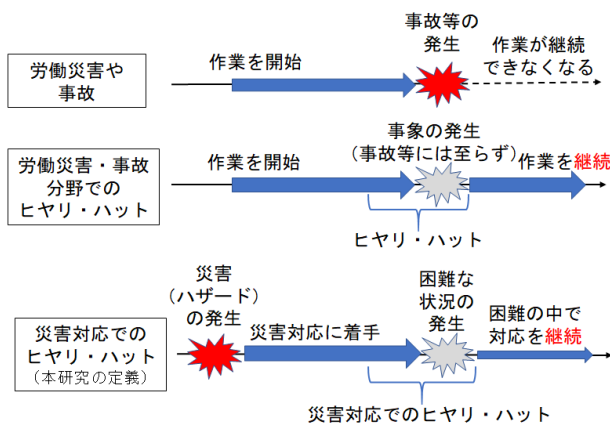 労働災害や
事故
作業を開始
事故等の
発生
作業が継続
できなくなる
労働災害・事故
分野での
ヒヤリ・ハット
作業を開始
事象の発生
（事故等には至らず）
作業を継続
ヒヤリ・ハット
災害対応での
ヒヤリ・ハット
（本研究の定義）
災害
（ハザード）
の発生
災害対応に着手
困難な
状況の
発生
困難の中で
対応を継続
災害対応でのヒヤリ・ハット